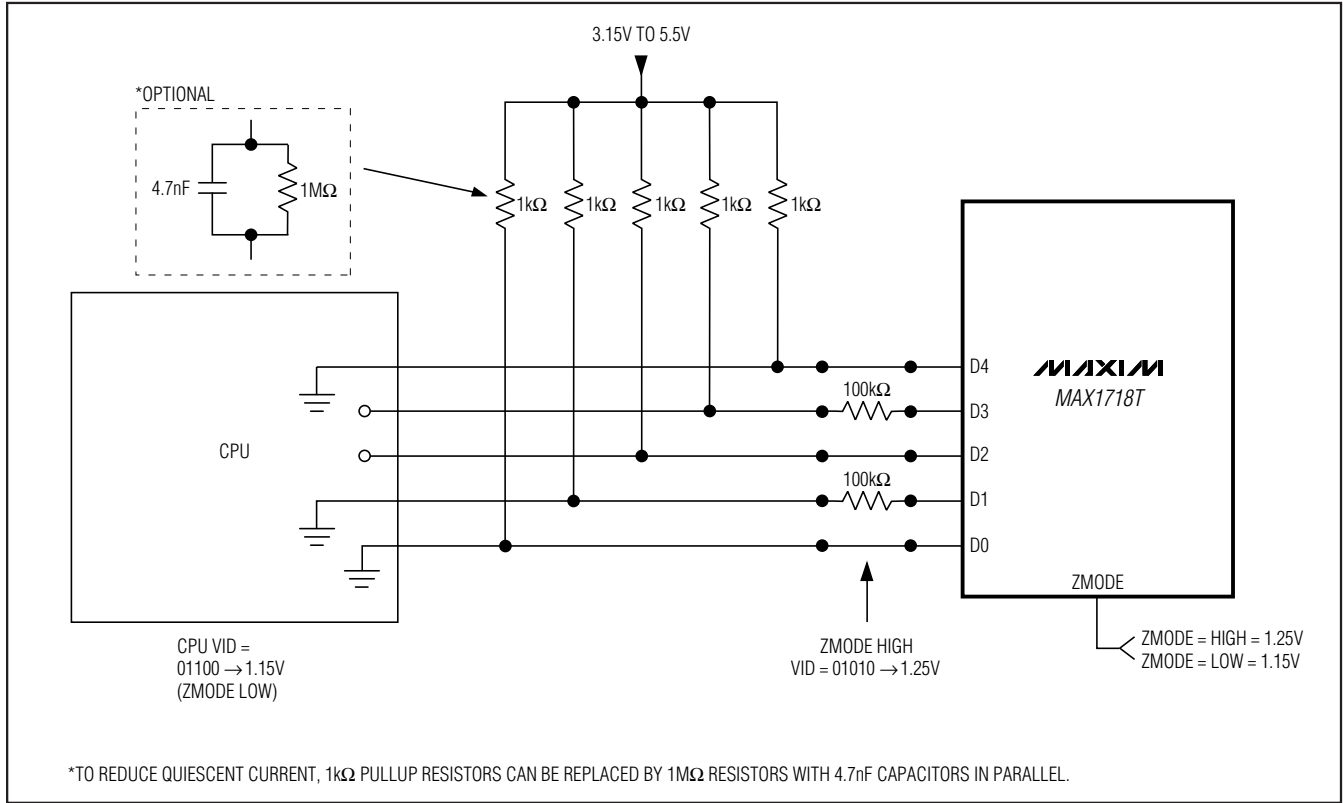 3.15V TO 5.5V
*OPTIONAL
4.7nF
1MΩ
1kΩ
1kΩ
1kΩ
1kΩ
1kΩ
CPU
100kΩ
100kΩ
D4
D3
D2
D1
D0
MAXIM
MAX1718T
ZMODE
CPU VID =
01100 → 1.15V
(ZMODE LOW)
ZMODE HIGH
VID = 01010 → 1.25V
ZMODE = HIGH = 1.25V
ZMODE = LOW = 1.15V
*TO REDUCE QUIESCENT CURRENT, 1kΩ PULLUP RESISTORS CAN BE REPLACED BY 1MΩ RESISTORS WITH 4.7nF CAPACITORS IN PARALLEL.